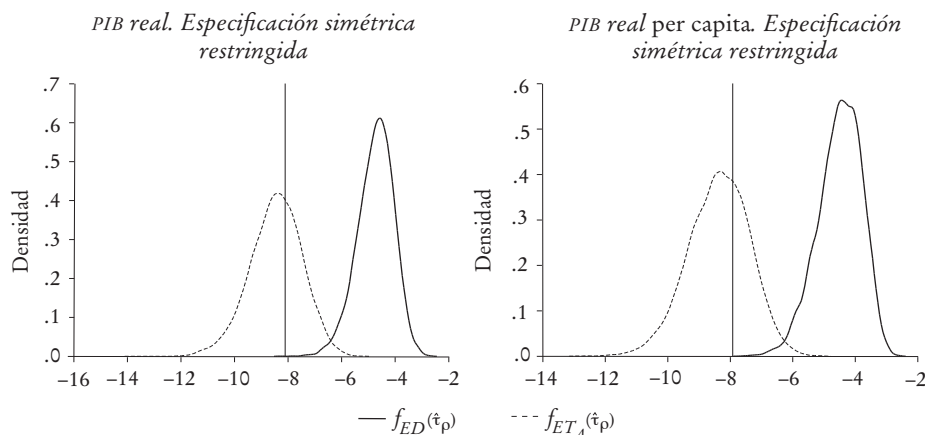 PIB real. Especificación simétrica
restringida
PIB real per capita. Especificación
simétrica restringida
Densidad
.7
.6
.5
.4
.3
.2
.1
.0
−16 −14 −12 −10 −8 −6 −4 −2
Densidad
.6
.5
.4
.3
.2
.1
.0
−14 −12 −10 −8 −6 −4 −2
f_ED(τ̂ρ)
f_ET_A(τ̂ρ)